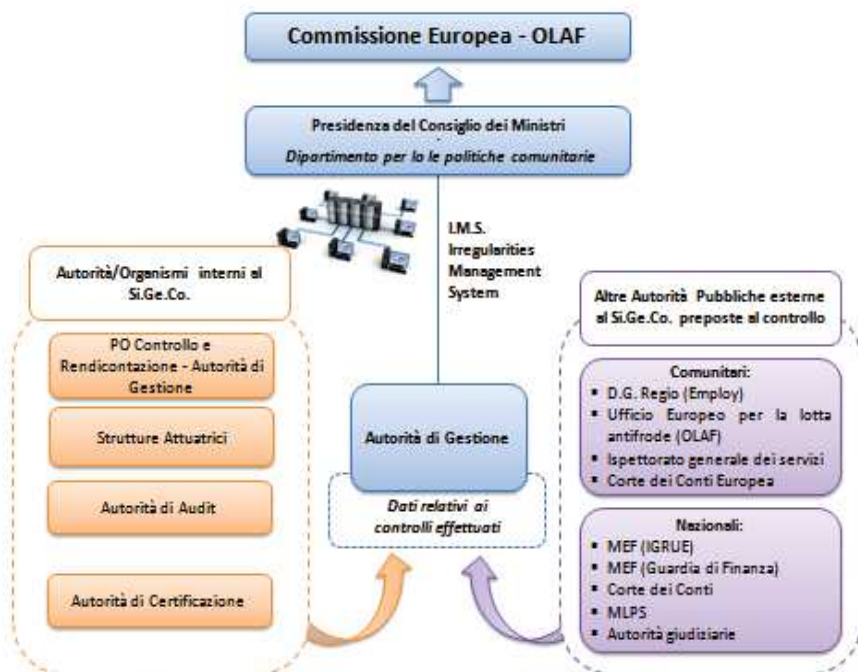 Commissione Europea - OLAF
Presidenza del Consiglio dei Ministri
-
Dipartimento per la le politiche comunitarie
I.M.S.
Irregularities
Management
System
Autorità/Organismi interni al
Si.Ge.Co.
PO Controllo e
Rendicontazione - Autorità di
Gestione
Strutture Attuatrici
Autorità di Audit
Autorità di Certificazione
Autorità di Gestione
Dati relativi ai
controlli effettuati
Altre Autorità Pubbliche esterne
al Si.Ge.Co. preposte al controllo
Comunitari:
▪ D.G. Regio (Employ)
▪ Ufficio Europeo per la lotta
antifrode (OLAF)
▪ Ispettorato generale dei servizi
▪ Corte dei Conti Europea
Nazionali:
▪ MEF (IGRUE)
▪ MEF (Guardia di Finanza)
▪ Corte dei Conti
▪ MLPS
▪ Autorità giudiziarie